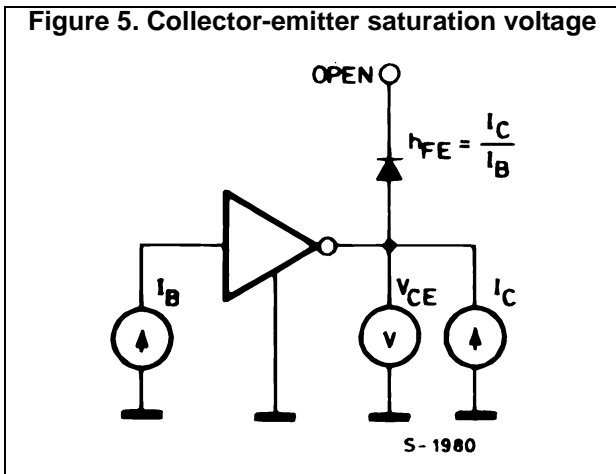 Figure 5. Collector-emitter saturation voltage
OPEN
hFE = IC
IB
IB
VCE
IC
V
S-1980